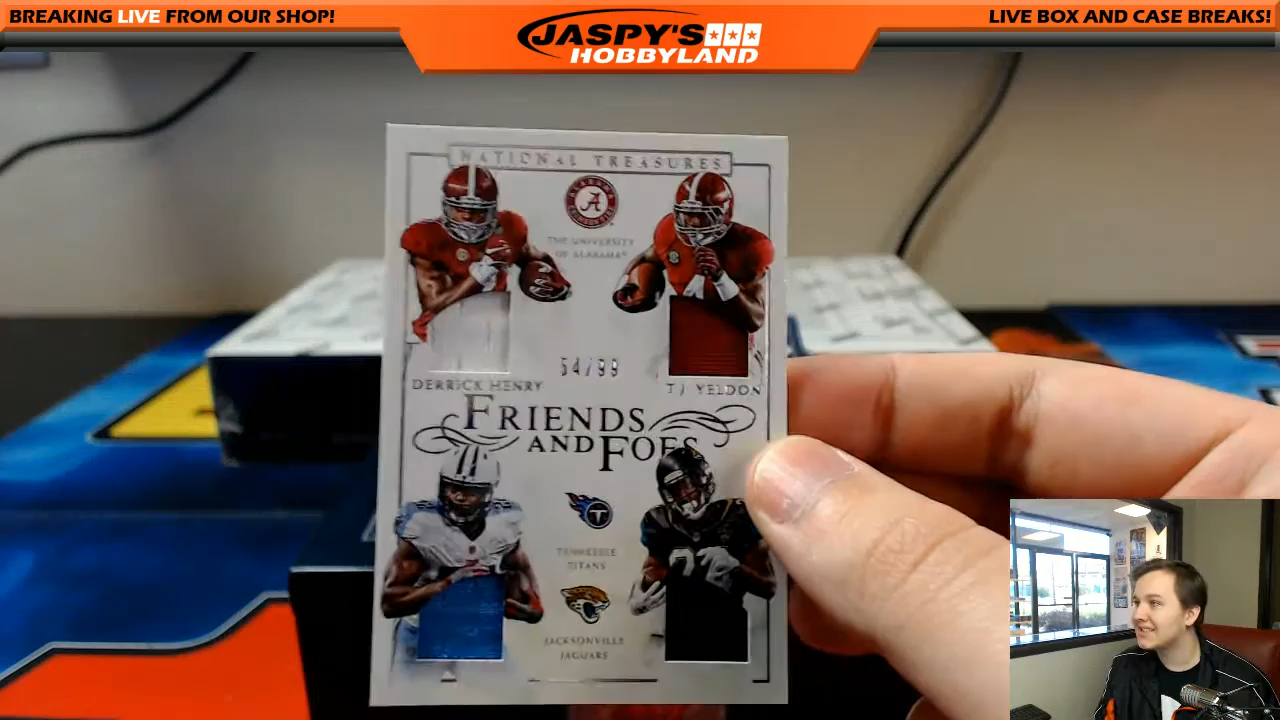 BREAKING LIVE FROM OUR SHOP!
JASPY'S
HOBBYLAND
LIVE BOX AND CASE BREAKS!
NATIONAL TREASURES
A
THE UNIVERSITY
OF ALABAMA
54/99
DERRICK HENRY
TJ YELDON
FRIENDS
AND FOES
T
TENNESSEE
TITANS
JACKSONVILLE
JAGUARS